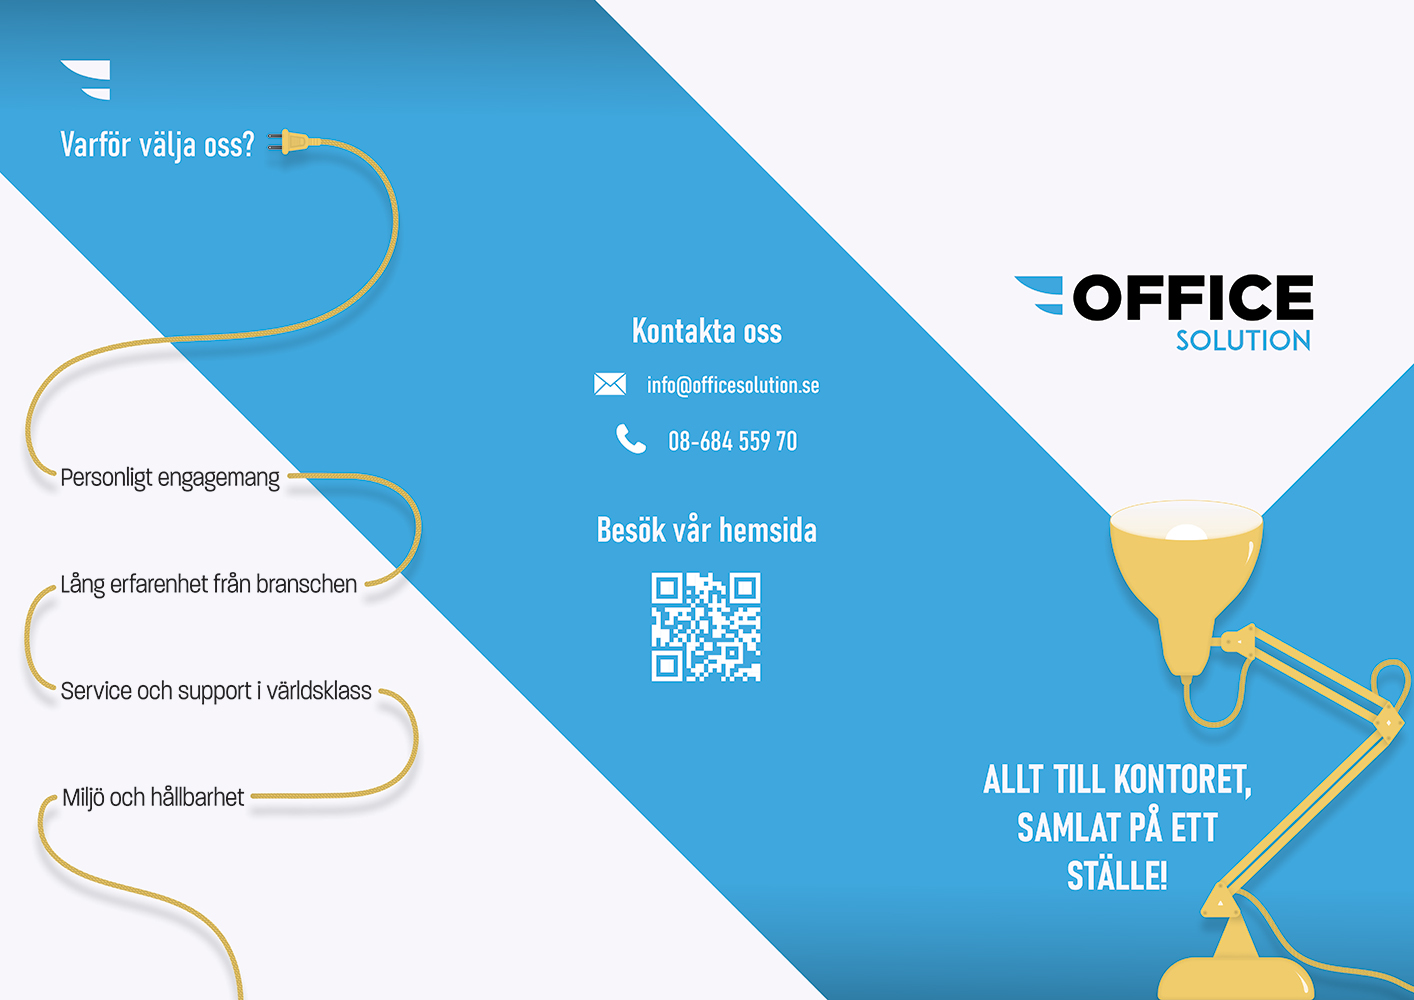 Varför välja oss?
Personligt engagemang
Lång erfarenhet från branschen
Service och support i världsklass
Miljö och hållbarhet
Kontakta oss
info@officesolution.se
08-684 559 70
Besök vår hemsida
OFFICE
SOLUTION
ALLT TILL KONTORET,
SAMLAT PÅ ETT
STÄLLE!